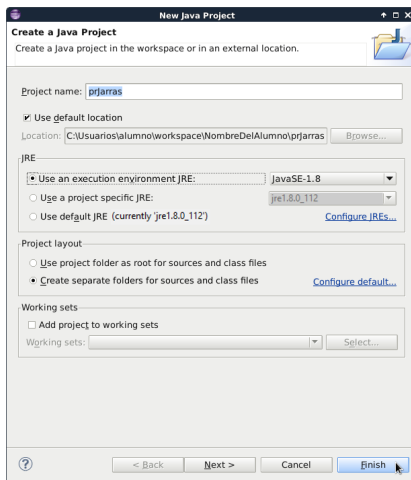 New Java Project
Create a Java Project
Create a Java project in the workspace or in an external location.
Project name: prJarras
Use default location
Location: C:\Usuarios\alumno\workspace\NombreDelAlumno\prJarras Browse...
JRE
Use an execution environment JRE: JavaSE-1.8
Use a project specific JRE: jre1.8.0_112
Use default JRE (currently 'jre1.8.0_112') Configure JREs...
Project layout
Use project folder as root for sources and class files
Create separate folders for sources and class files Configure default...
Working sets
Add project to working sets
Working sets: Select...
? < Back Next > Cancel Finish